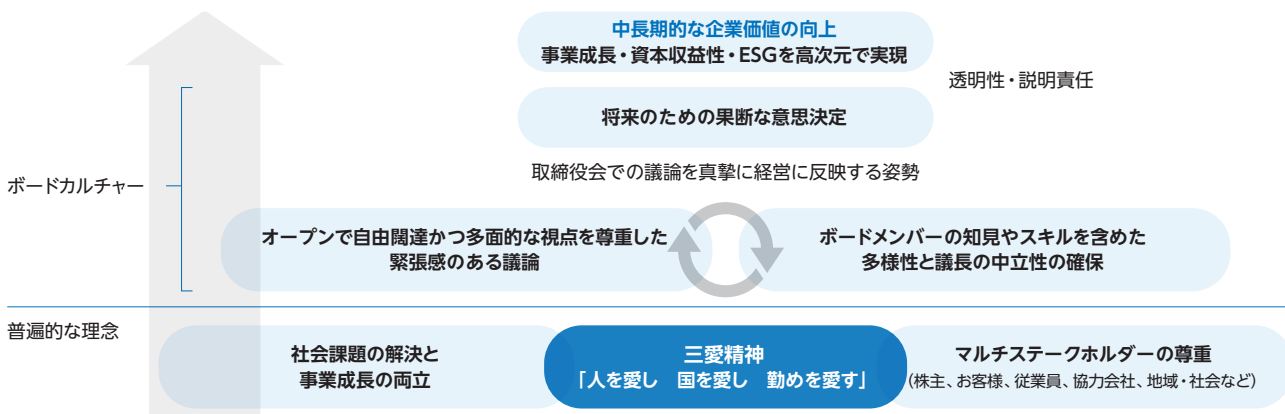 中長期的な企業価値の向上
事業成長・資本収益性・ESGを高次元で実現
透明性・説明責任
将来のための果断な意思決定
取締役会での議論を真摯に経営に反映する姿勢
ボードカルチャー
オープンで自由闊達かつ多面的な視点を尊重した
緊張感のある議論
ボードメンバーの知見やスキルを含めた
多様性と議長の中立性の確保
普遍的な理念
社会課題の解決と
事業成長の両立
三愛精神
「人を愛し　国を愛し　勤めを愛す」
マルチステークホルダーの尊重
(株主、お客様、従業員、協力会社、地域・社会など)